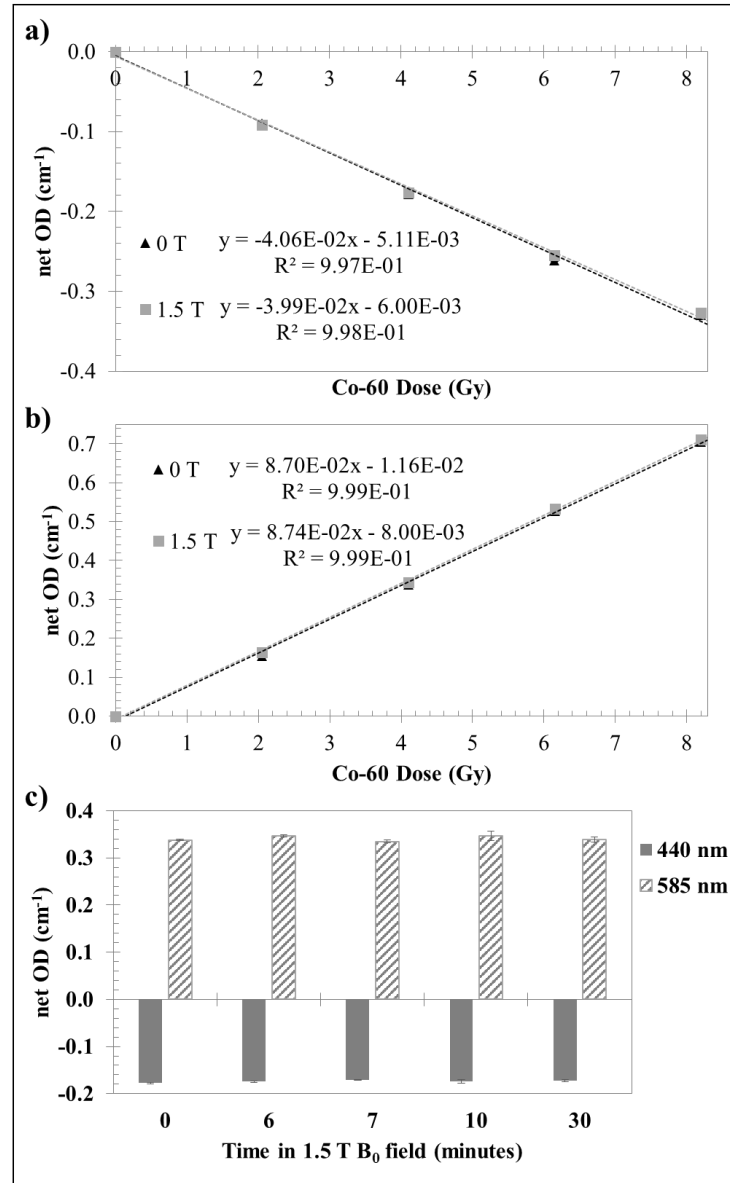 a)
0.0
-0.1
-0.2
-0.3
-0.4
net OD (cm⁻¹)
0 1 2 3 4 5 6 7 8
0 T y = -4.06E-02x - 5.11E-03
R² = 9.97E-01
1.5 T y = -3.99E-02x - 6.00E-03
R² = 9.98E-01
Co-60 Dose (Gy)
b)
0.7
0.6
0.5
0.4
0.3
0.2
0.1
0.0
net OD (cm⁻¹)
0 T y = 8.70E-02x - 1.16E-02
R² = 9.99E-01
1.5 T y = 8.74E-02x - 8.00E-03
R² = 9.99E-01
0 1 2 3 4 5 6 7 8
Co-60 Dose (Gy)
c)
0.4
0.3
0.2
0.1
0.0
-0.1
-0.2
net OD (cm⁻¹)
440 nm
585 nm
0 6 7 10 30
Time in 1.5 T B₀ field (minutes)